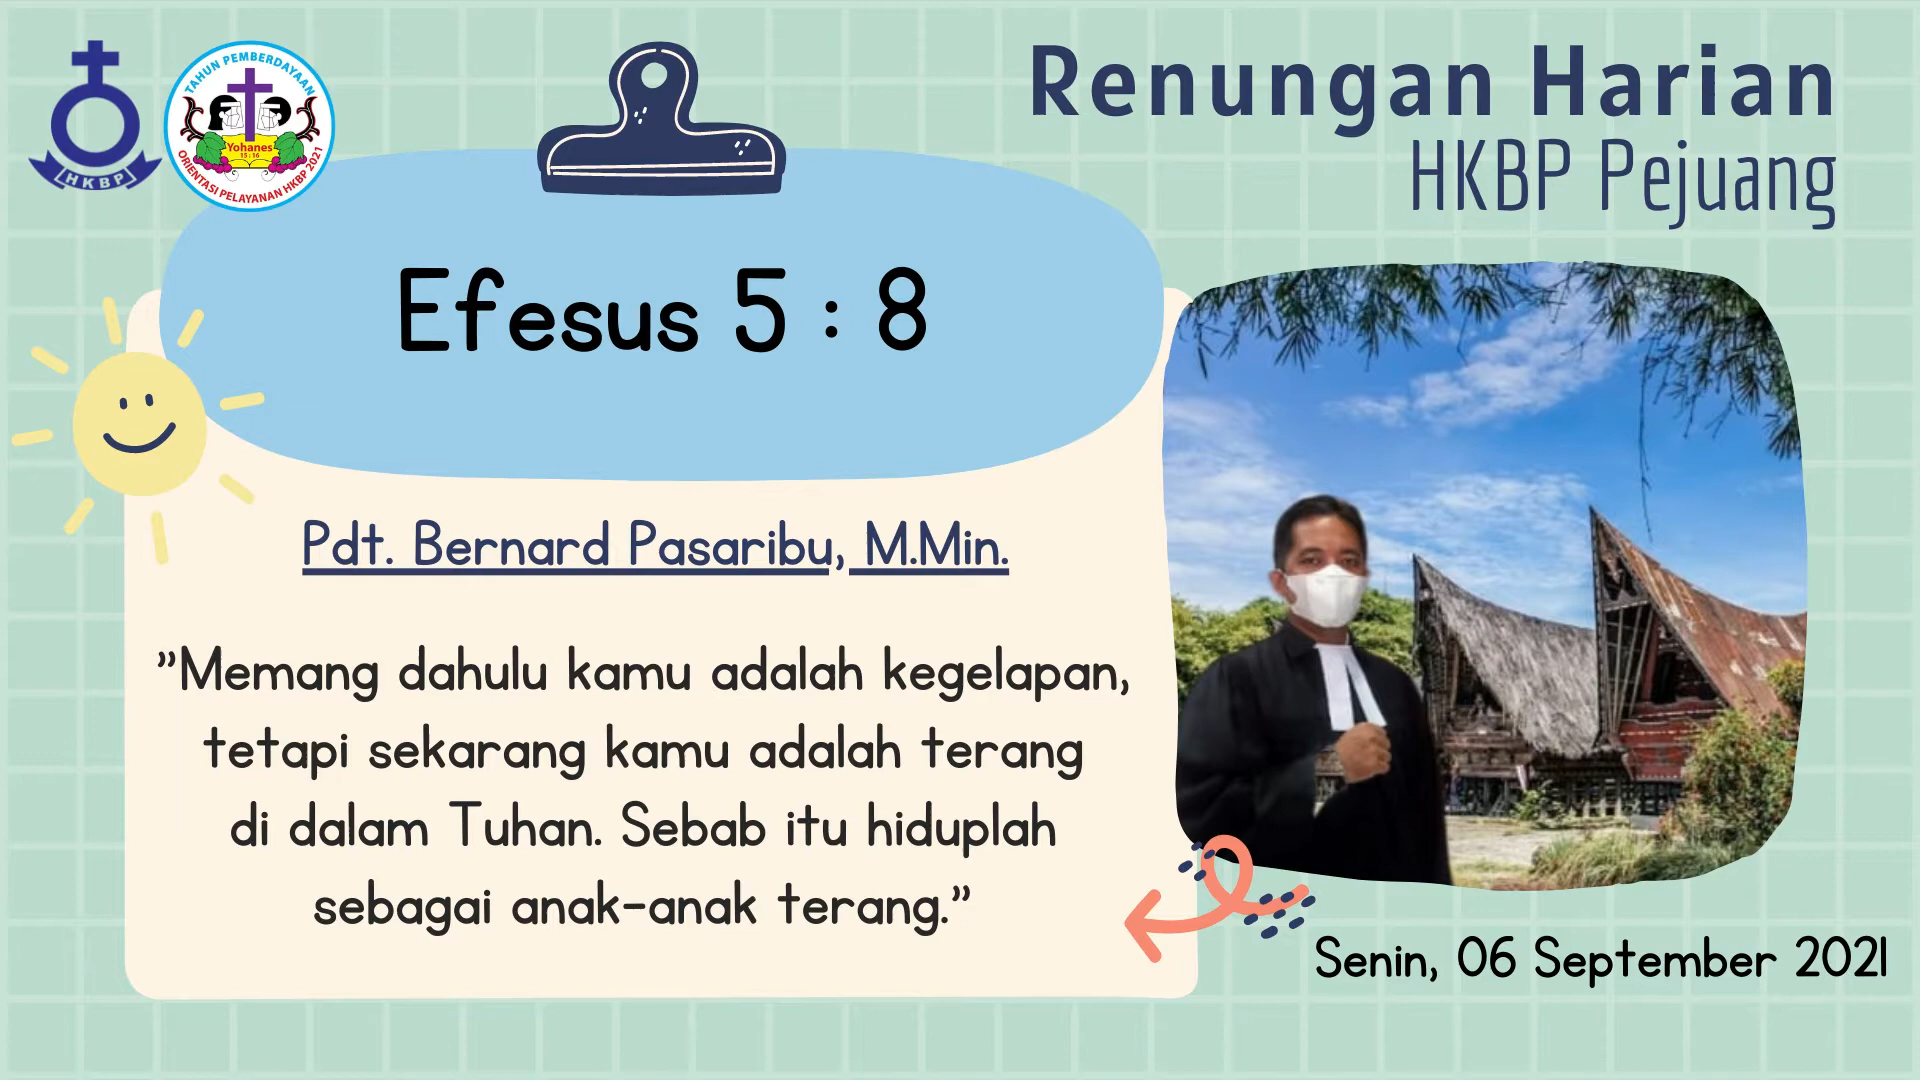 HKBP
TAHUN PEMBERDAYAAN
Yohanes
15 : 16
ORIENTASI PELAYANAN HKBP 2021
Renungan Harian
HKBP Pejuang
Efesus 5 : 8
Pdt. Bernard Pasaribu, M.Min.
”Memang dahulu kamu adalah kegelapan,
tetapi sekarang kamu adalah terang
di dalam Tuhan. Sebab itu hiduplah
sebagai anak-anak terang.”
Senin, 06 September 2021